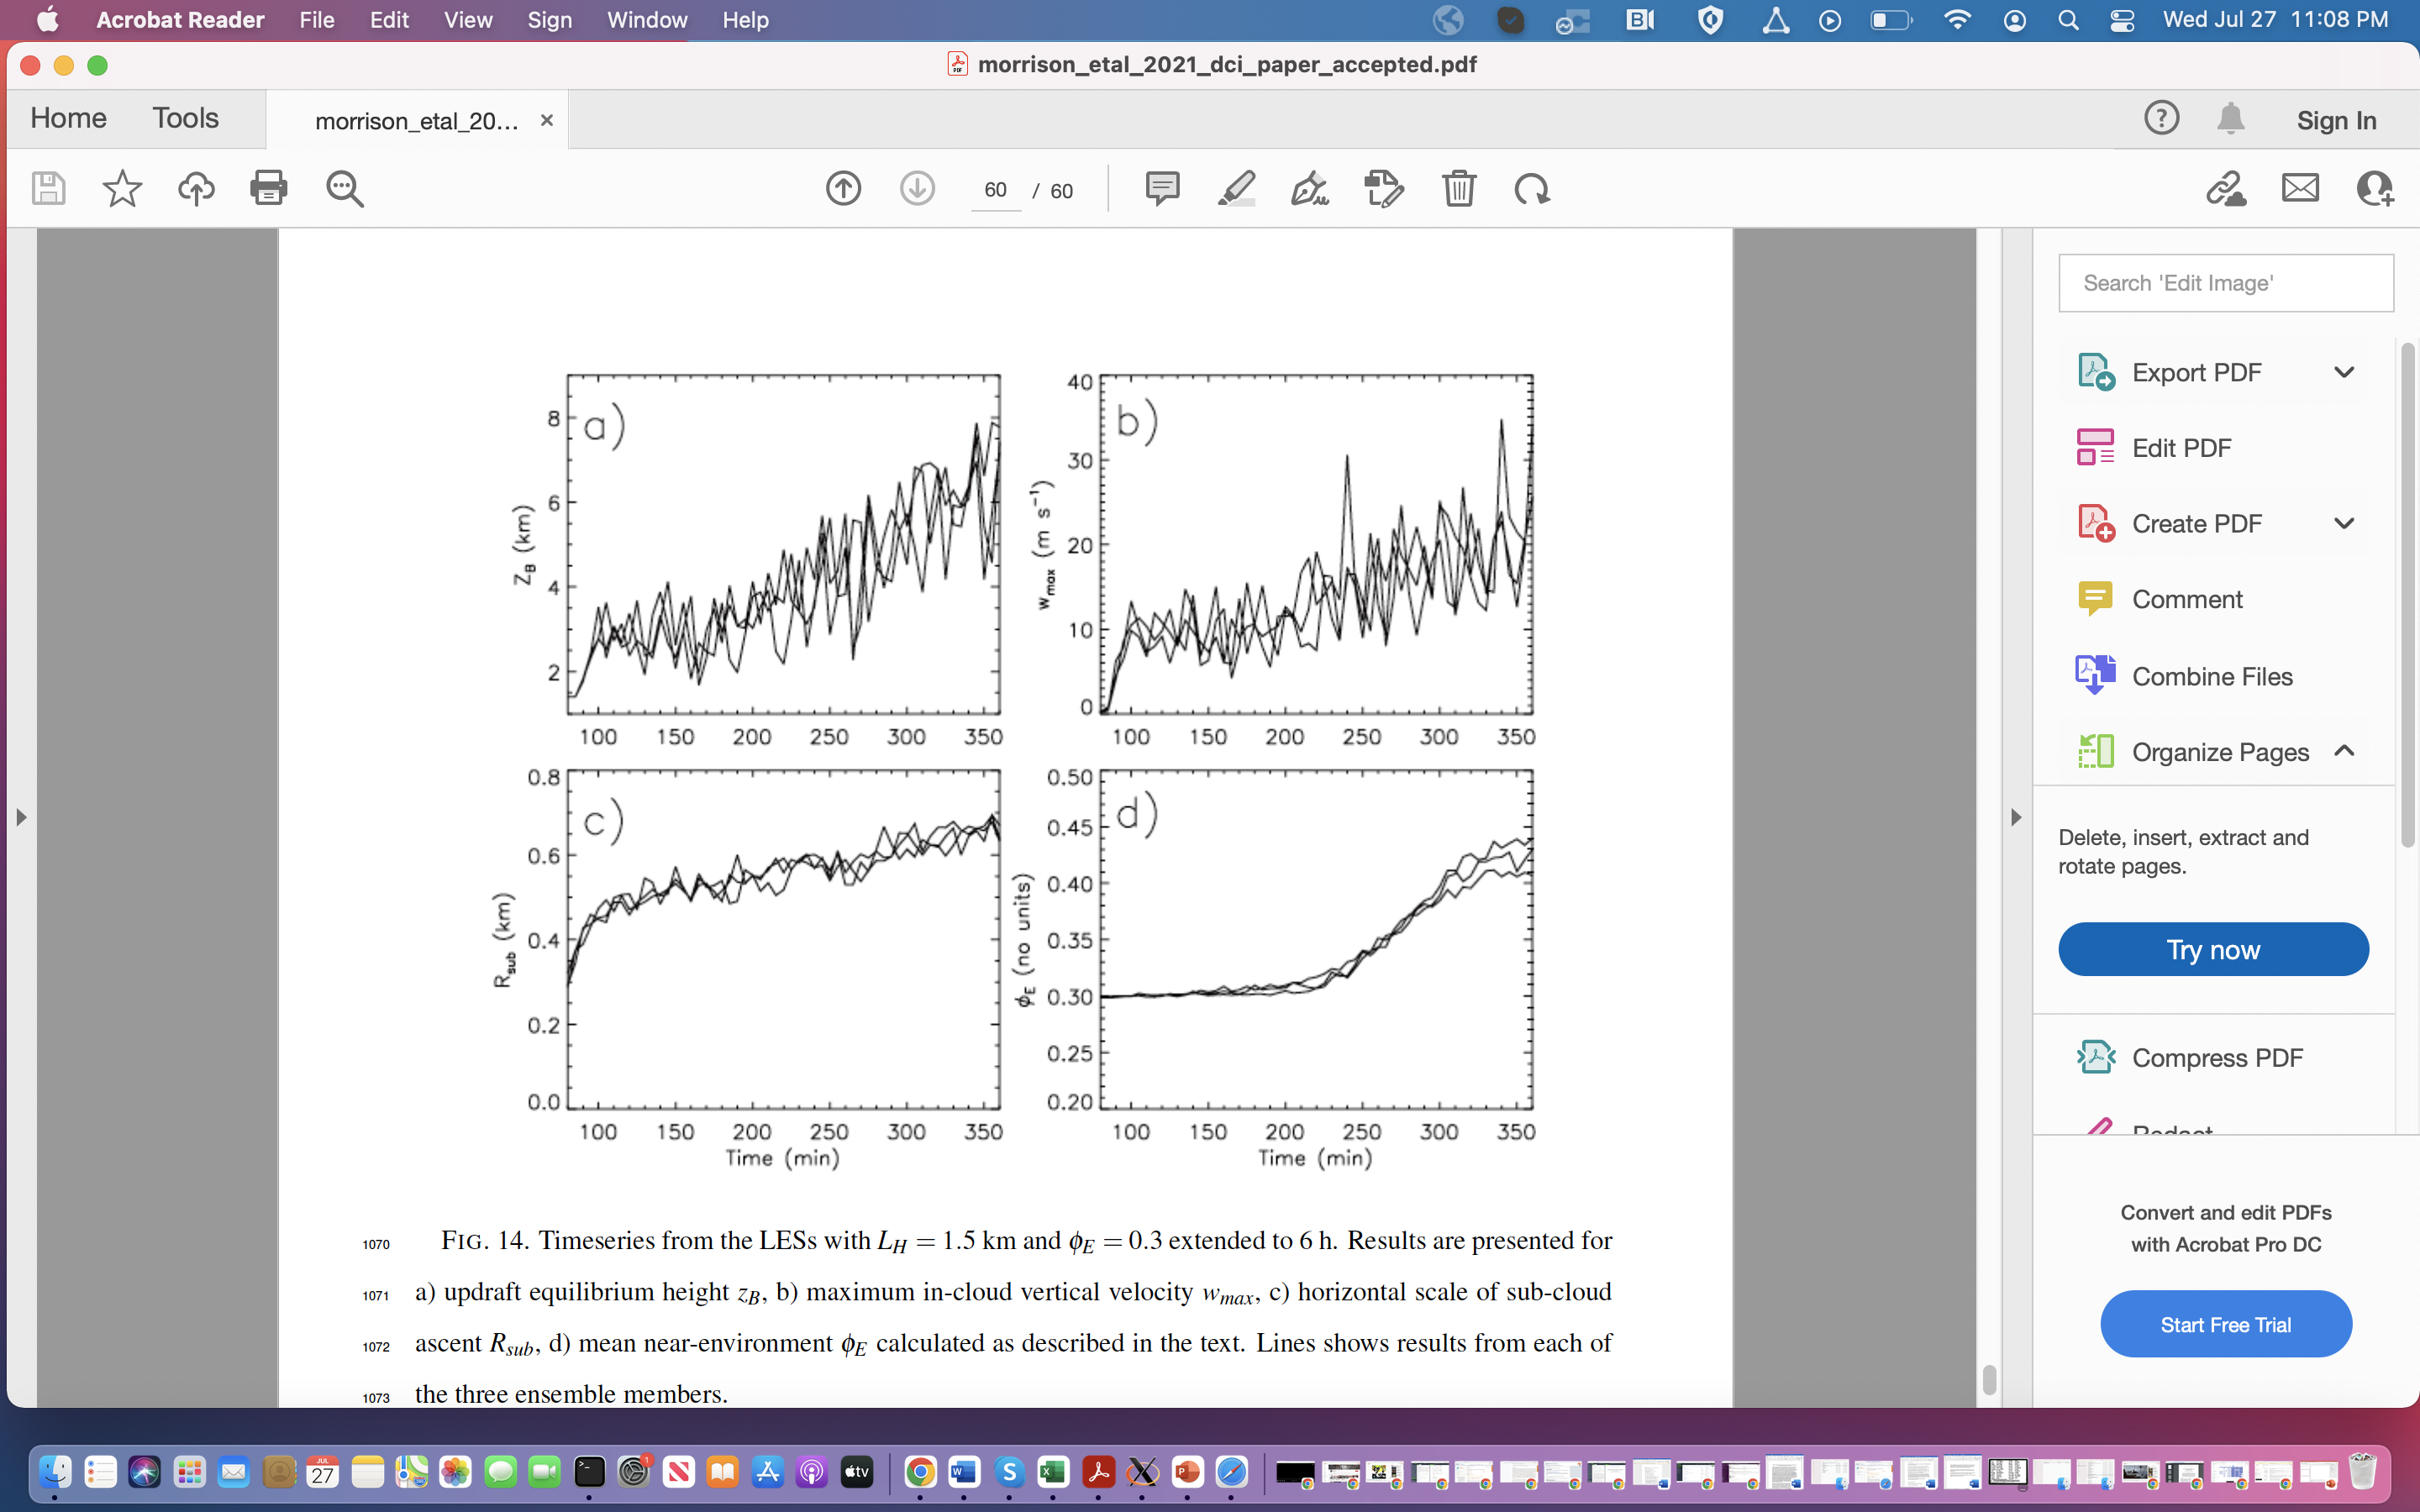 Acrobat Reader File Edit View Sign Window Help Wed Jul 27 11:08 PM
morrison_etal_2021_dci_paper_accepted.pdf
Home Tools morrison_etal_20... × Sign In
60 / 60
Search 'Edit Image'
Export PDF
Edit PDF
Create PDF
Comment
Combine Files
Organize Pages
Delete, insert, extract and
rotate pages.
Try now
Compress PDF
Redact
Convert and edit PDFs
with Acrobat Pro DC
Start Free Trial
a)
8
6
4
2
Z_B (km)
100 150 200 250 300 350
b)
40
30
20
10
0
w_max (m s⁻¹)
100 150 200 250 300 350
c)
0.8
0.6
0.4
0.2
0.0
R_sub (km)
100 150 200 250 300 350
Time (min)
d)
0.50
0.45
0.40
0.35
0.30
0.25
0.20
ϕ_E (no units)
100 150 200 250 300 350
Time (min)
1070 FIG. 14. Timeseries from the LESs with L_H = 1.5 km and ϕ_E = 0.3 extended to 6 h. Results are presented for
1071 a) updraft equilibrium height z_B, b) maximum in-cloud vertical velocity w_max, c) horizontal scale of sub-cloud
1072 ascent R_sub, d) mean near-environment ϕ_E calculated as described in the text. Lines shows results from each of
1073 the three ensemble members.
JUL
27
1
tv